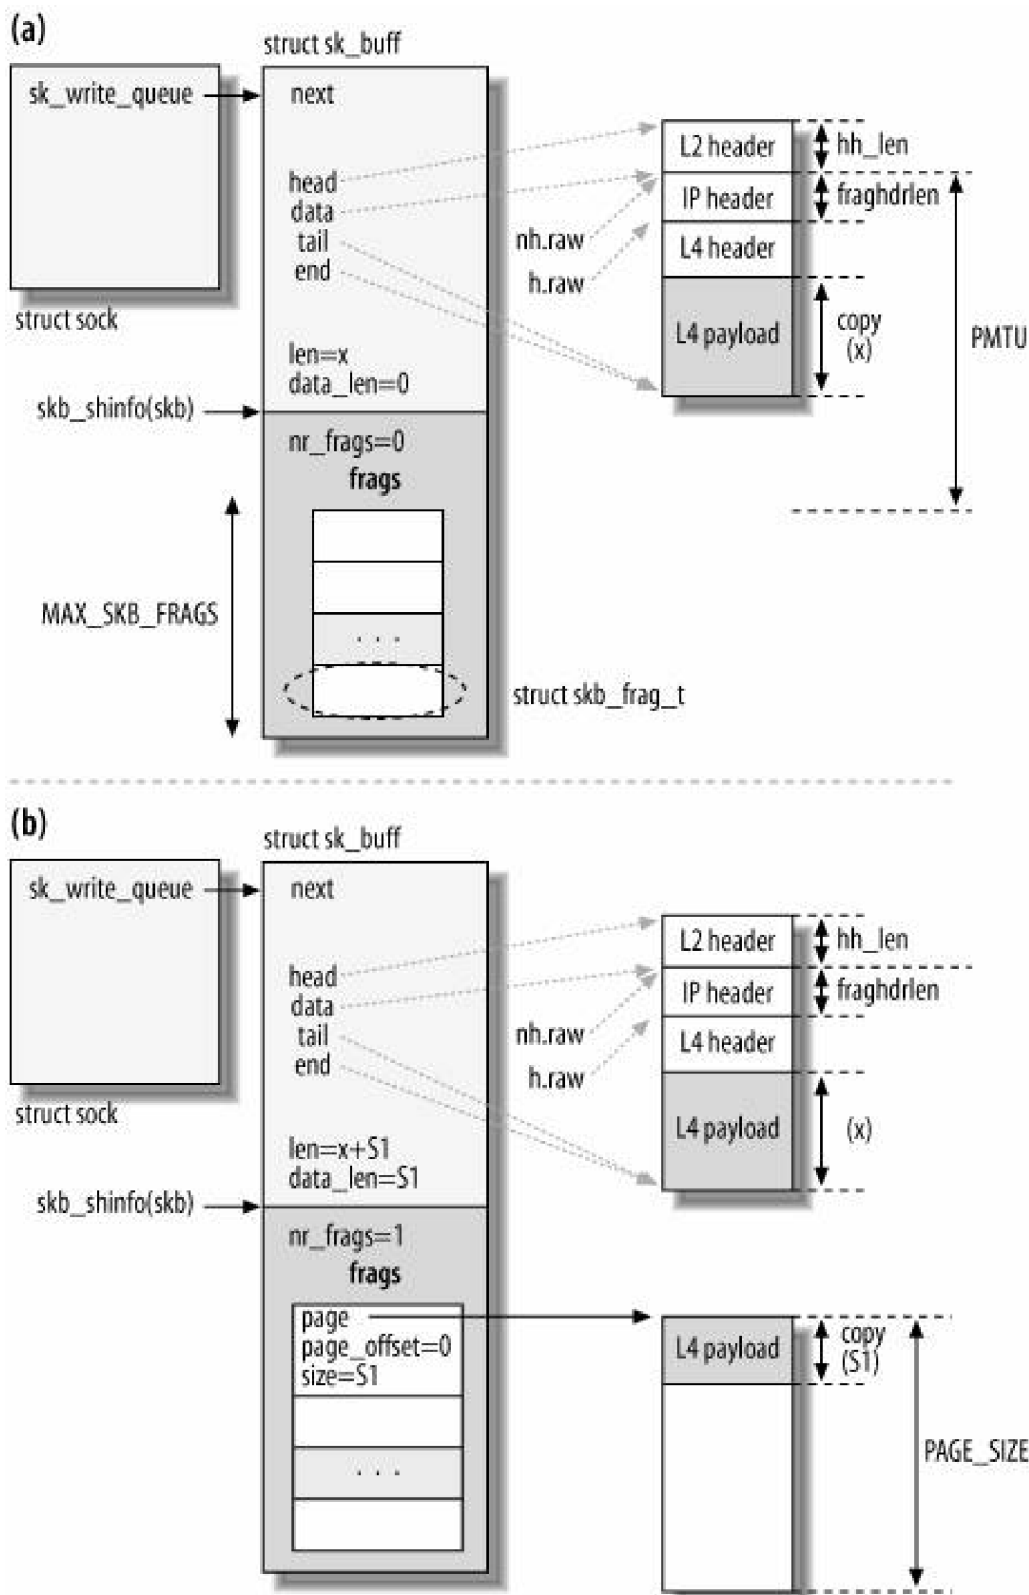 (a)
struct sk_buff
sk_write_queue
next
L2 header
hh_len
head
IP header
fraghdrlen
data
nh.raw
tail
L4 header
end
h.raw
struct sock
L4 payload
copy
(x)
PMTU
len=x
data_len=0
skb_shinfo(skb)
nr_frags=0
frags
MAX_SKB_FRAGS
. . .
struct skb_frag_t
(b)
struct sk_buff
sk_write_queue
next
L2 header
hh_len
head
IP header
fraghdrlen
data
nh.raw
tail
L4 header
end
h.raw
struct sock
L4 payload
(x)
len=x+S1
data_len=S1
skb_shinfo(skb)
nr_frags=1
frags
page
page_offset=0
size=S1
L4 payload
copy
(S1)
. . .
PAGE_SIZE